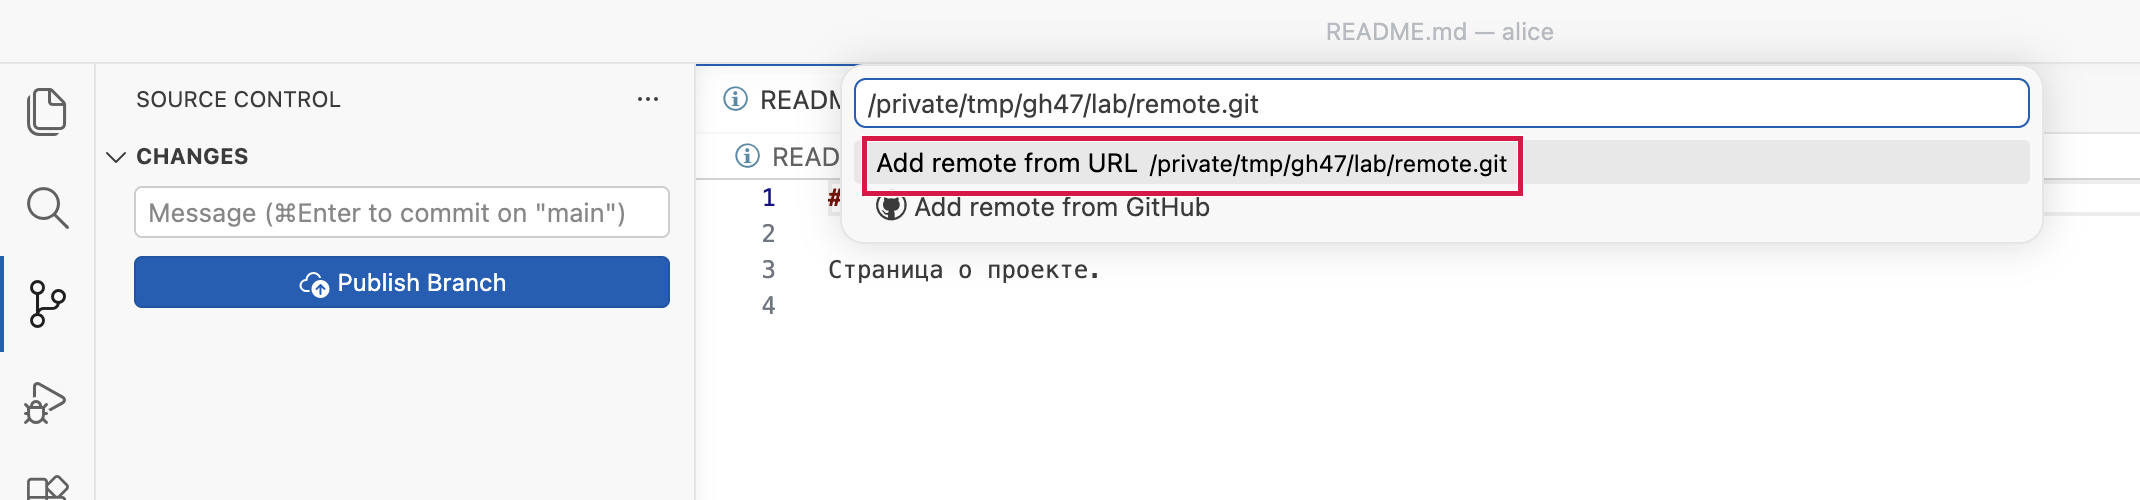 README.md — alice
SOURCE CONTROL
CHANGES
Message (⌘Enter to commit on "main")
Publish Branch
/private/tmp/gh47/lab/remote.git
Add remote from URL /private/tmp/gh47/lab/remote.git
Add remote from GitHub
1 #
2
3 Страница о проекте.
4